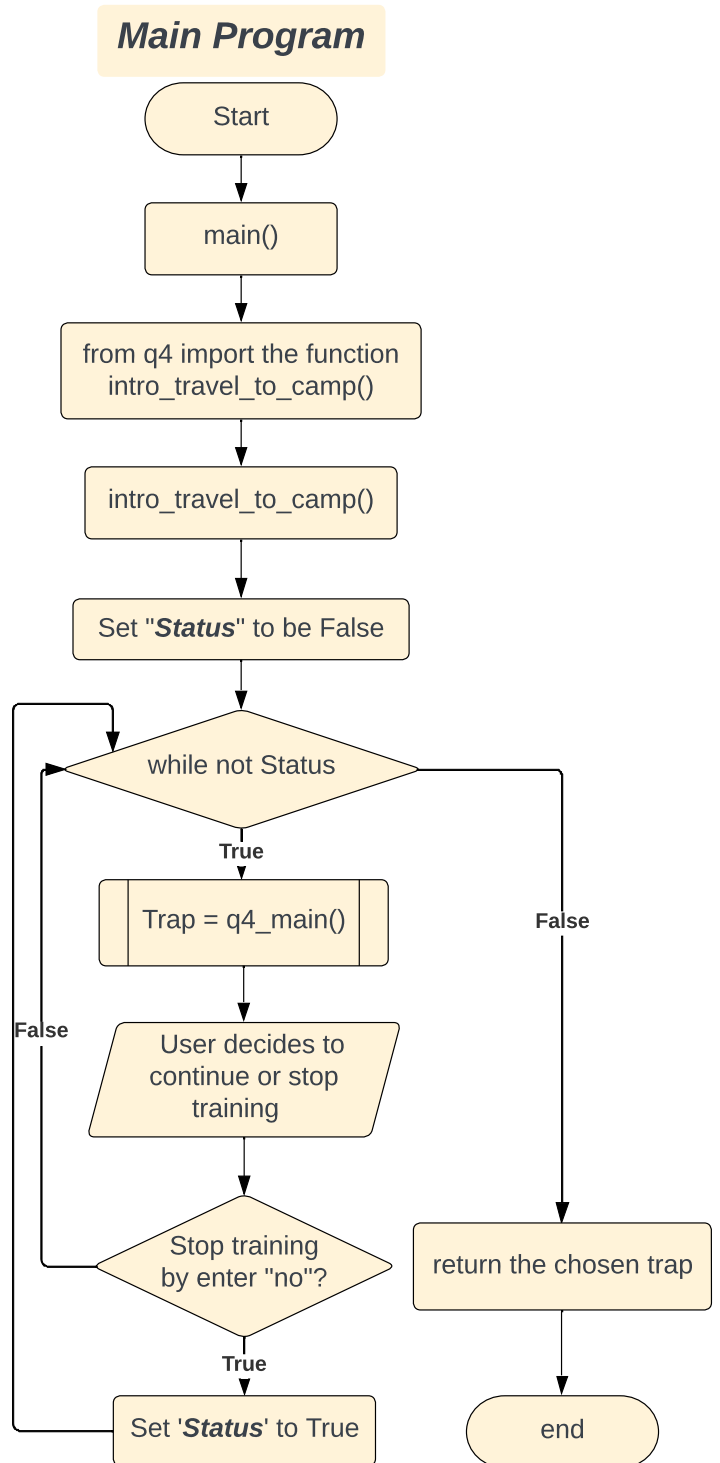 Main Program
Start
main()
from q4 import the function
intro_travel_to_camp()
intro_travel_to_camp()
Set "Status" to be False
while not Status
True
Trap = q4_main()
False
User decides to
continue or stop
training
False
Stop training
by enter "no"?
return the chosen trap
True
Set 'Status' to True
end